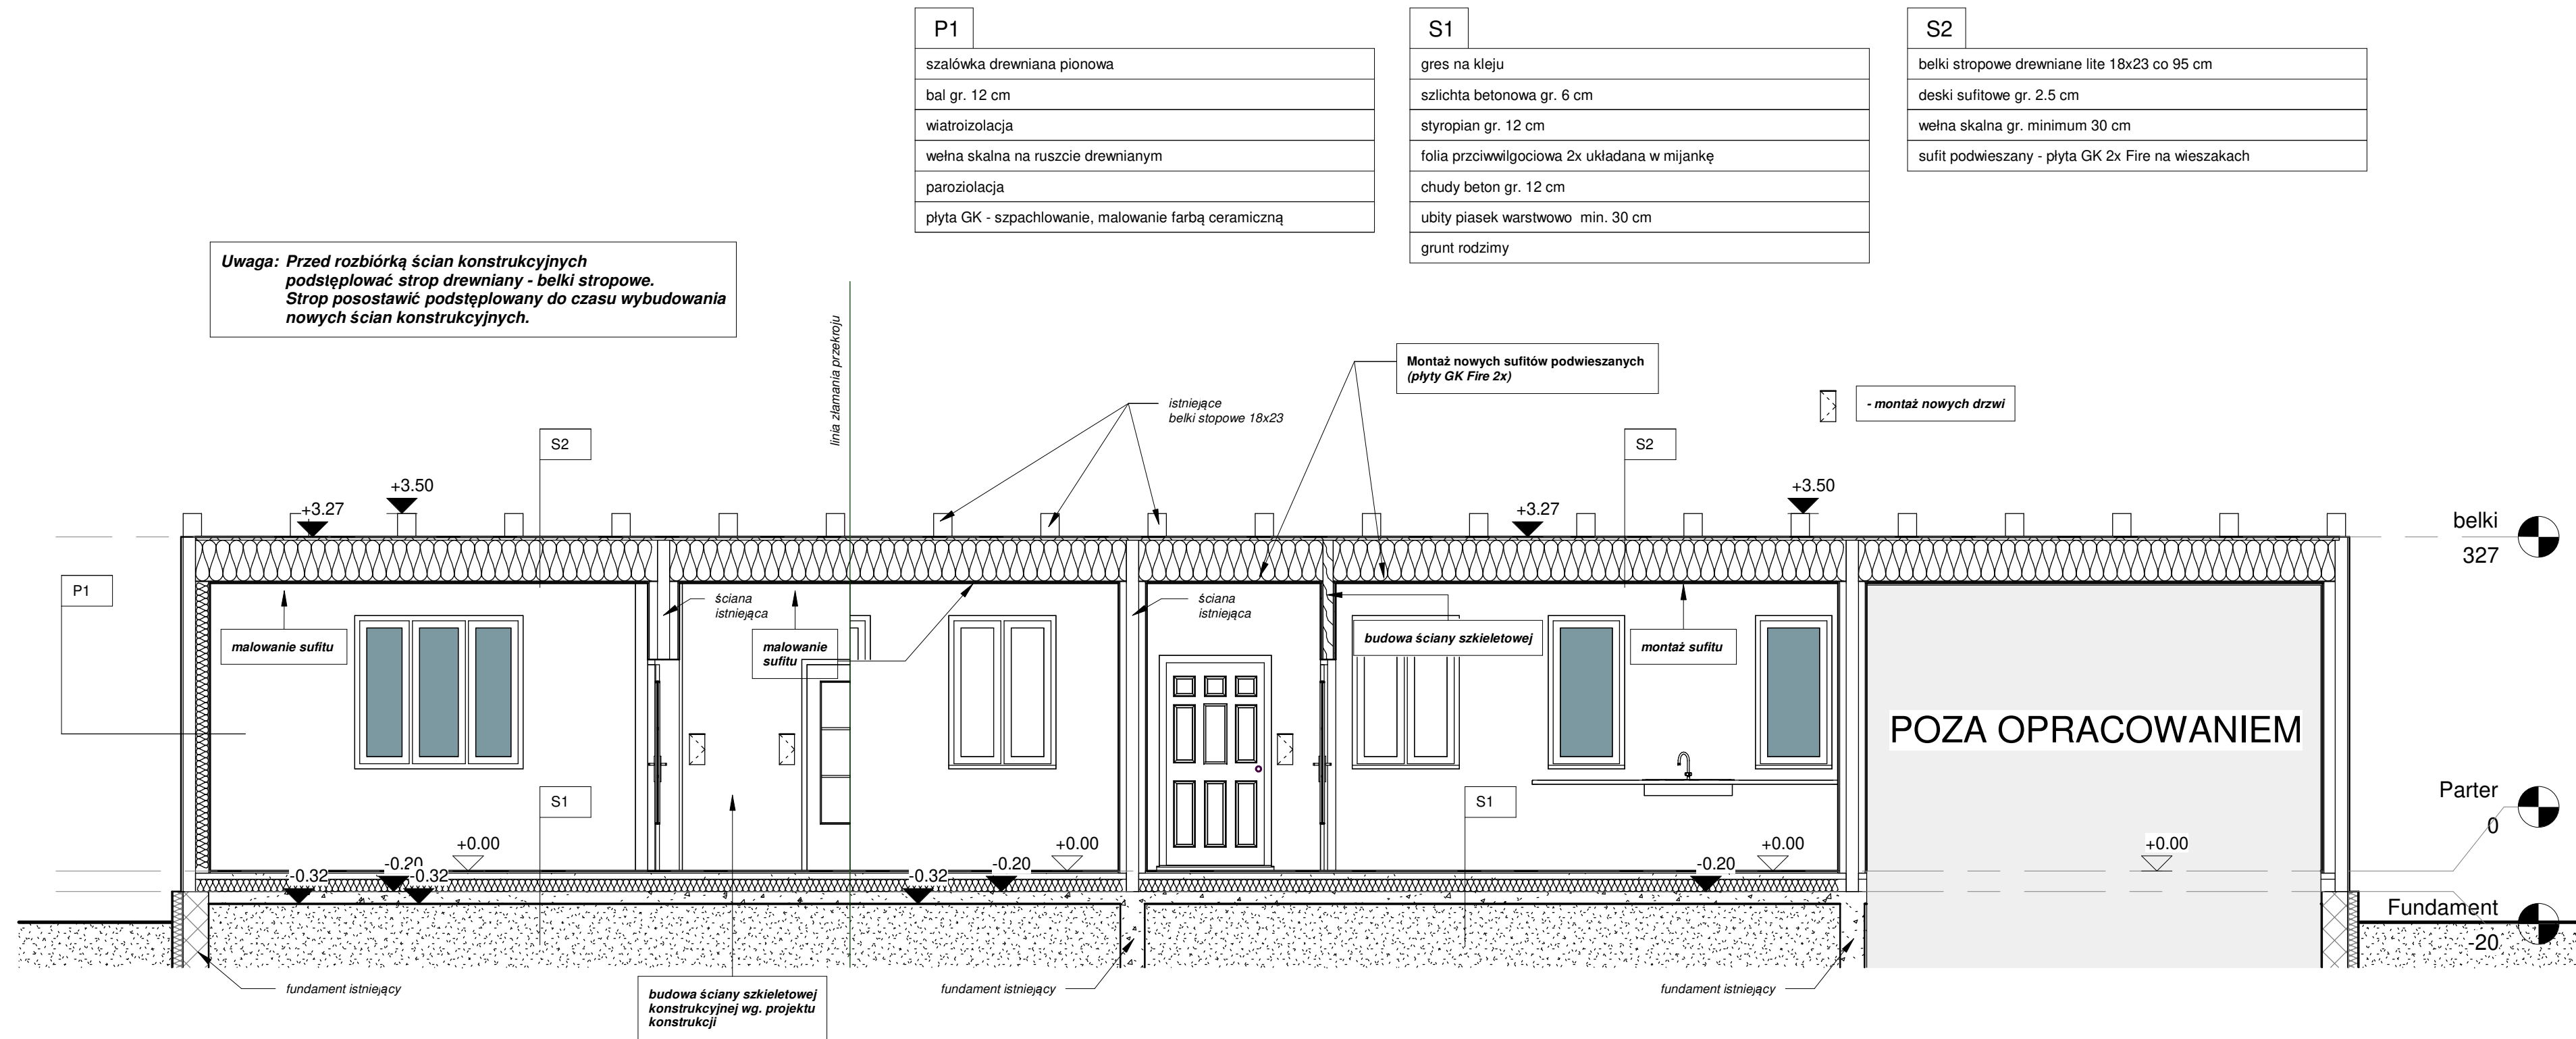 P1
szalówka drewniana pionowa
bal gr. 12 cm
wiatroizolacja
wełna skalna na ruszcie drewnianym
paroziolacja
płyta GK - szpachlowanie, malowanie farbą ceramiczną
S1
gres na kleju
szlichta betonowa gr. 6 cm
styropian gr. 12 cm
folia przciwwilgociowa 2x układana w mijankę
chudy beton gr. 12 cm
ubity piasek warstwowo min. 30 cm
grunt rodzimy
S2
belki stropowe drewniane lite 18x23 co 95 cm
deski sufitowe gr. 2.5 cm
wełna skalna gr. minimum 30 cm
sufit podwieszany - płyta GK 2x Fire na wieszakach
Uwaga: Przed rozbiórką ścian konstrukcyjnych
podstęplować strop drewniany - belki stropowe.
Strop posostawić podstęplowany do czasu wybudowania
nowych ścian konstrukcyjnych.
linia złamania przekroju
istniejące
belki stopowe 18x23
Montaż nowych sufitów podwieszanych
(płyty GK Fire 2x)
- montaż nowych drzwi
S2
S2
+3.27
+3.50
+3.27
+3.50
belki
327
P1
malowanie sufitu
ściana
istniejąca
malowanie
sufitu
ściana
istniejąca
budowa ściany szkieletowej
montaż sufitu
POZA OPRACOWANIEM
S1
S1
Parter
0
+0.00
+0.00
+0.00
+0.00
-0.32
-0.20
-0.32
-0.32
-0.20
-0.20
Fundament
-20
fundament istniejący
budowa ściany szkieletowej
konstrukcyjnej wg. projektu
konstrukcji
fundament istniejący
fundament istniejący